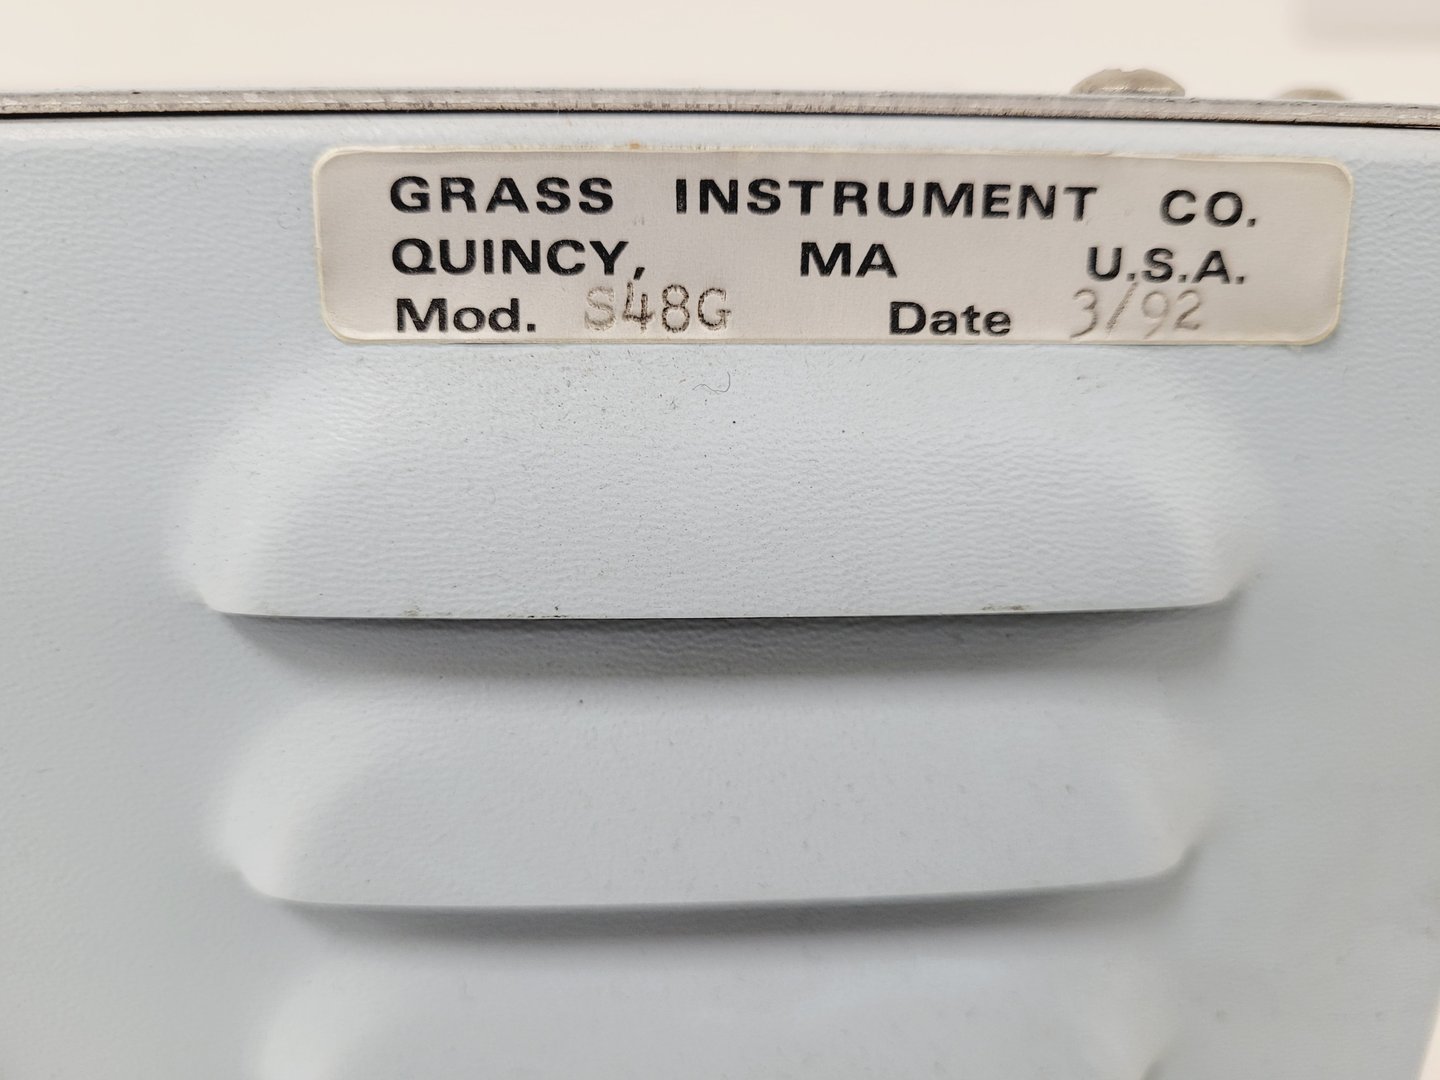 GRASS INSTRUMENT CO.
QUINCY, MA U.S.A.
Mod. S48G Date 3/92